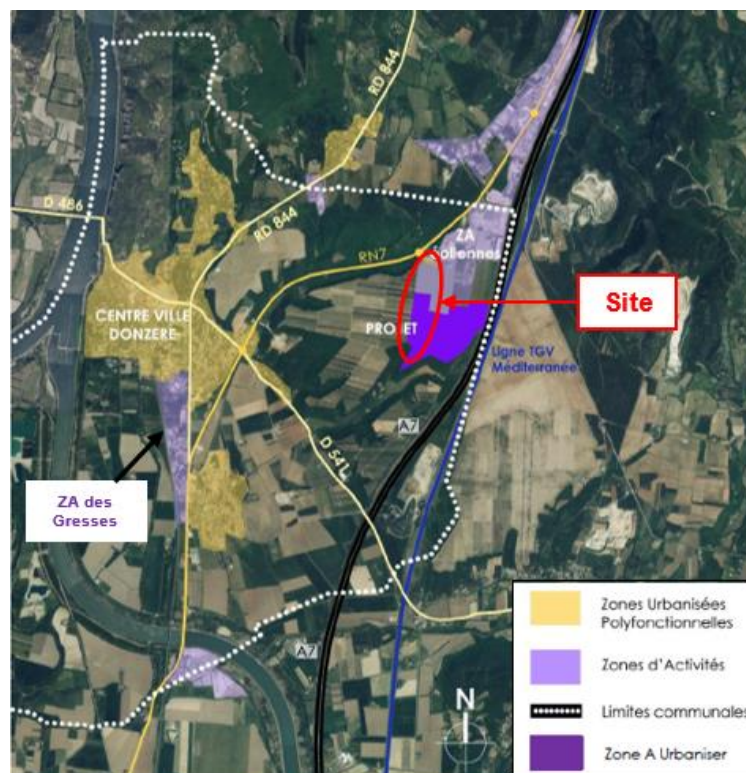 RD 844
D 486
RD 844
RN7
ZA
Eoliennes
CENTRE VILLE
DONZERE
PROJET
Site
Ligne TGV
Méditerranée
A7
D 541
ZA des
Gresses
A7
N
Zones Urbanisées
Polyfonctionnelles
Zones d'Activités
Limites communales
Zone A Urbaniser